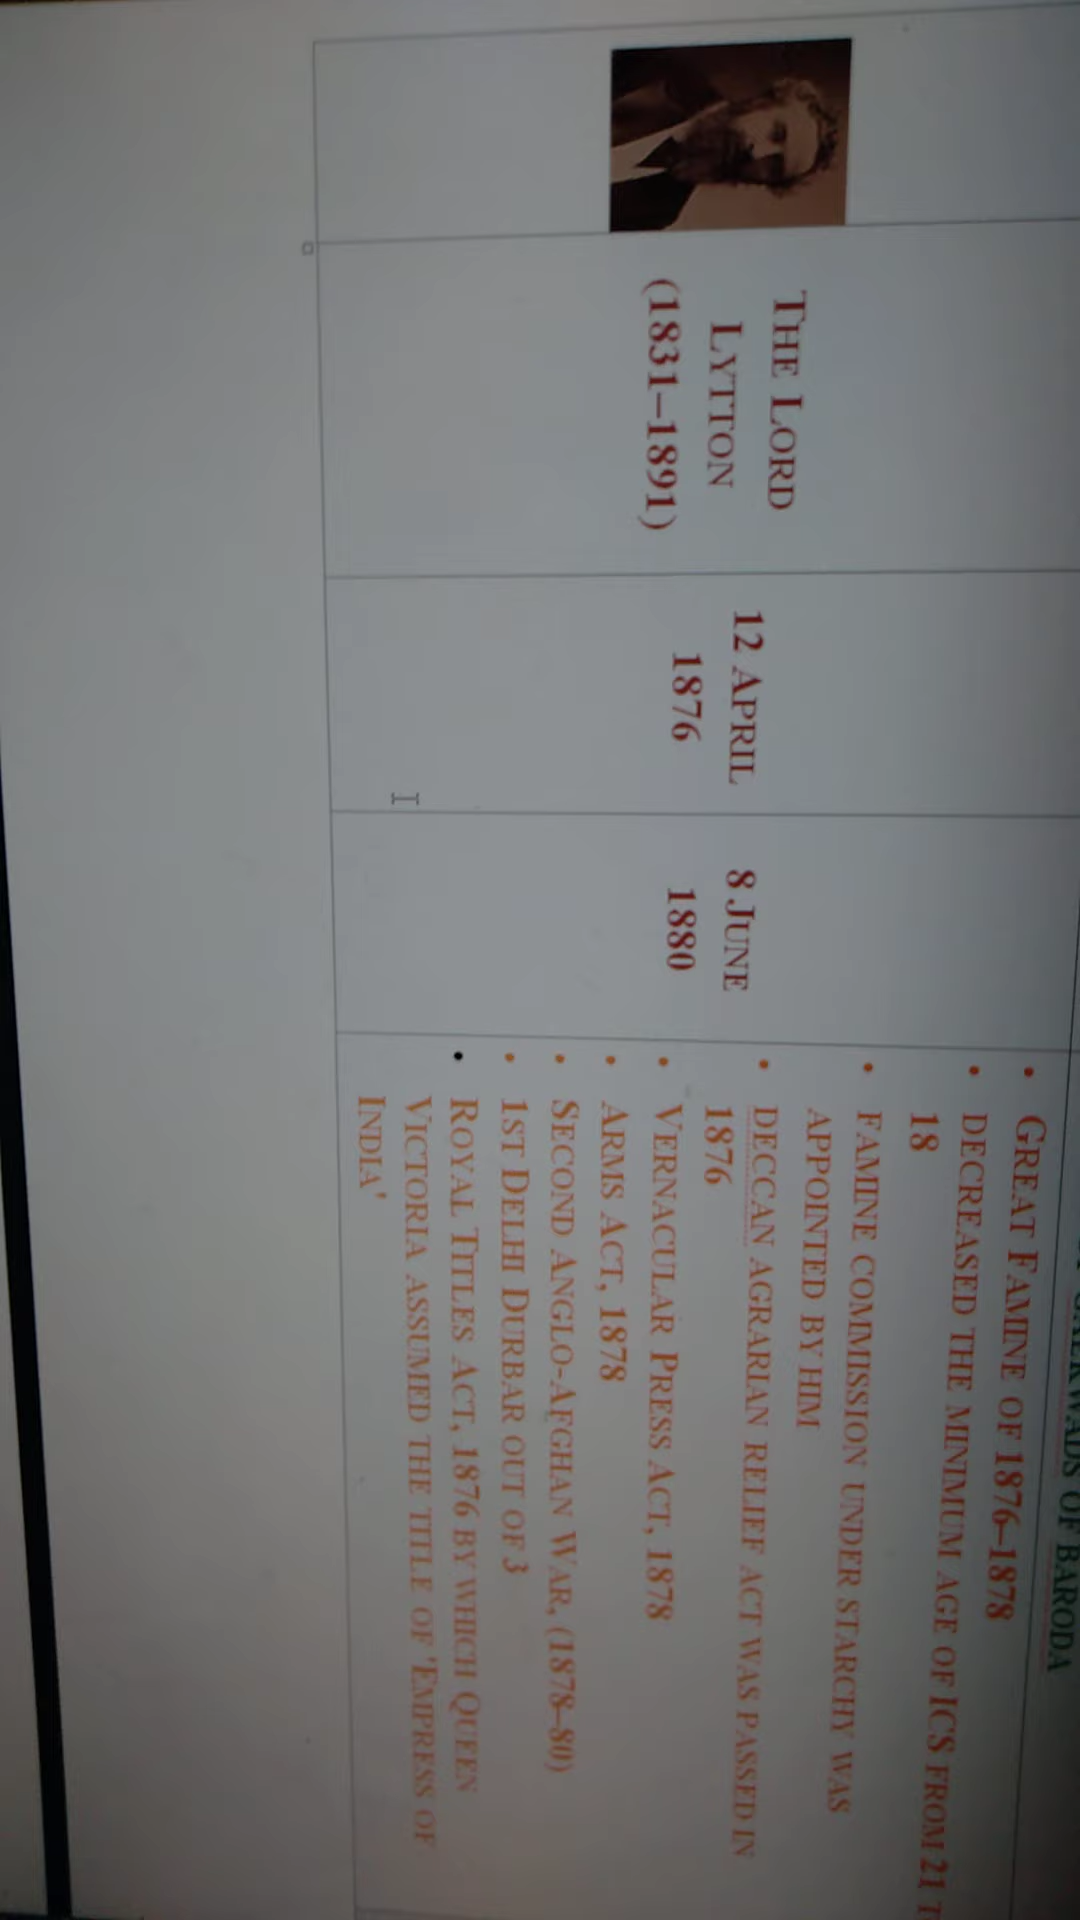 GAEKWADS OF BARODA
THE LORD
LYTTON
(1831–1891)
12 APRIL
1876
8 JUNE
1880
• GREAT FAMINE OF 1876–1878
• DECREASED THE MINIMUM AGE OF ICS FROM 21 T
18
• FAMINE COMMISSION UNDER STARCHY WAS
APPOINTED BY HIM
• DECCAN AGRARIAN RELIEF ACT WAS PASSED IN
1876
• VERNACULAR PRESS ACT, 1878
• ARMS ACT, 1878
• SECOND ANGLO-AFGHAN WAR, (1878–80)
• 1ST DELHI DURBAR OUT OF 3
• ROYAL TITLES ACT, 1876 BY WHICH QUEEN
VICTORIA ASSUMED THE TITLE OF 'EMPRESS OF
INDIA'